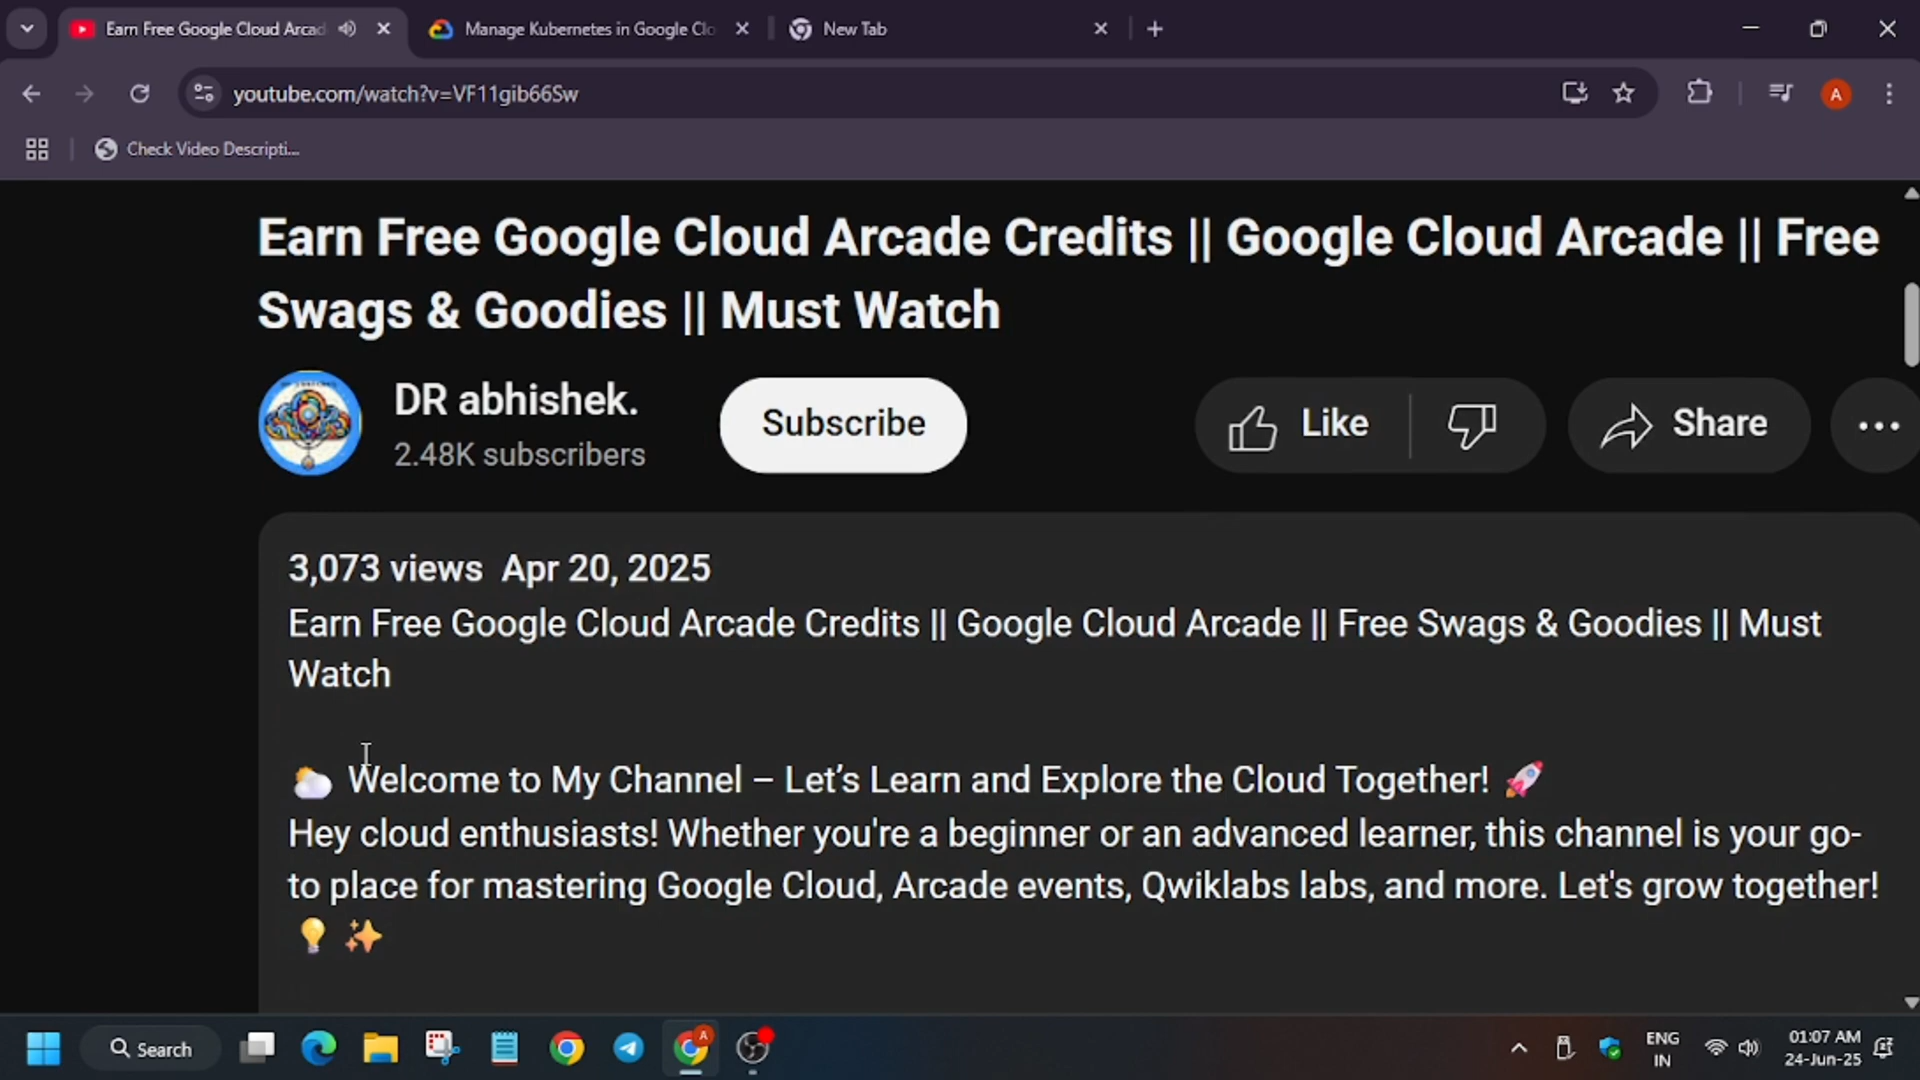 Earn Free Google Cloud Arcad
Manage Kubernetes in Google Clo
New Tab
youtube.com/watch?v=VF11gib66Sw
A
Check Video Descripti...
Earn Free Google Cloud Arcade Credits || Google Cloud Arcade || Free
Swags & Goodies || Must Watch
DR abhishek.
2.48K subscribers
Subscribe
Like
Share
3,073 views Apr 20, 2025
Earn Free Google Cloud Arcade Credits || Google Cloud Arcade || Free Swags & Goodies || Must
Watch
🌥️ Welcome to My Channel – Let’s Learn and Explore the Cloud Together! 🚀
Hey cloud enthusiasts! Whether you're a beginner or an advanced learner, this channel is your go-
to place for mastering Google Cloud, Arcade events, Qwiklabs labs, and more. Let's grow together!
💡 ✨
Search
A
ENG
IN
01:07 AM
24-Jun-25